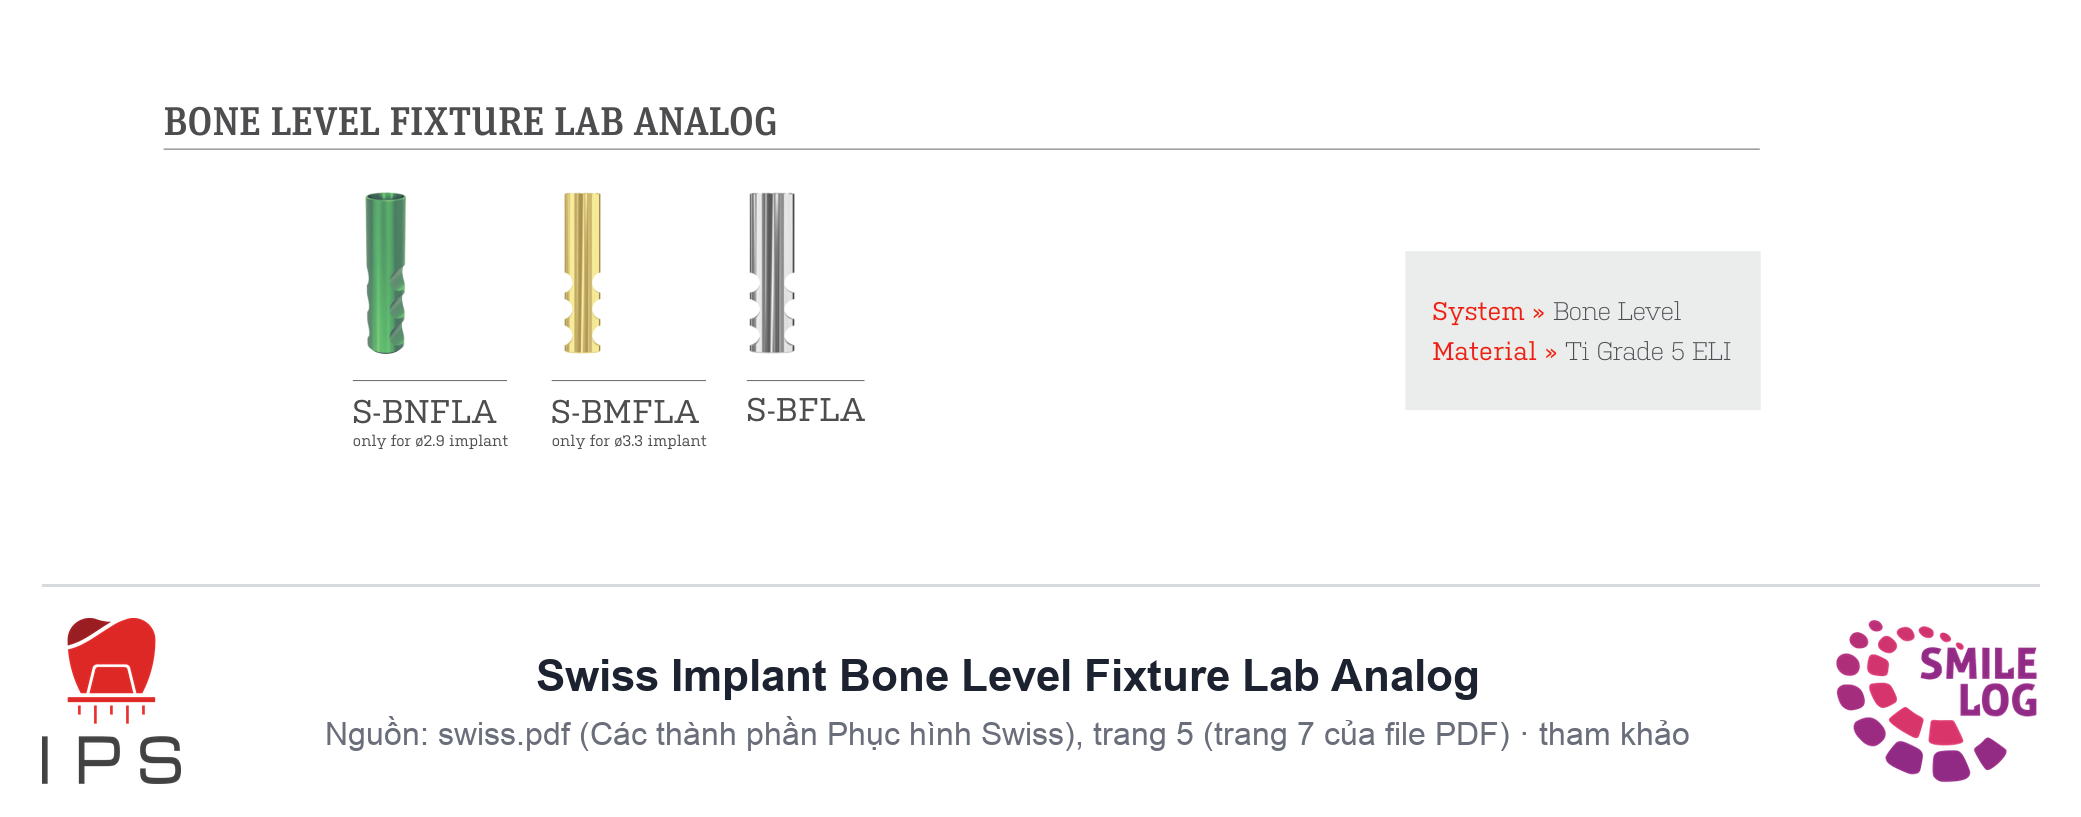 BONE LEVEL FIXTURE LAB ANALOG
S-BNFLA
only for ø2.9 implant
S-BMFLA
only for ø3.3 implant
S-BFLA
System » Bone Level
Material » Ti Grade 5 ELI
IPS
Swiss Implant Bone Level Fixture Lab Analog
Nguồn: swiss.pdf (Các thành phần Phục hình Swiss), trang 5 (trang 7 của file PDF) · tham khảo
SMILE
LOG